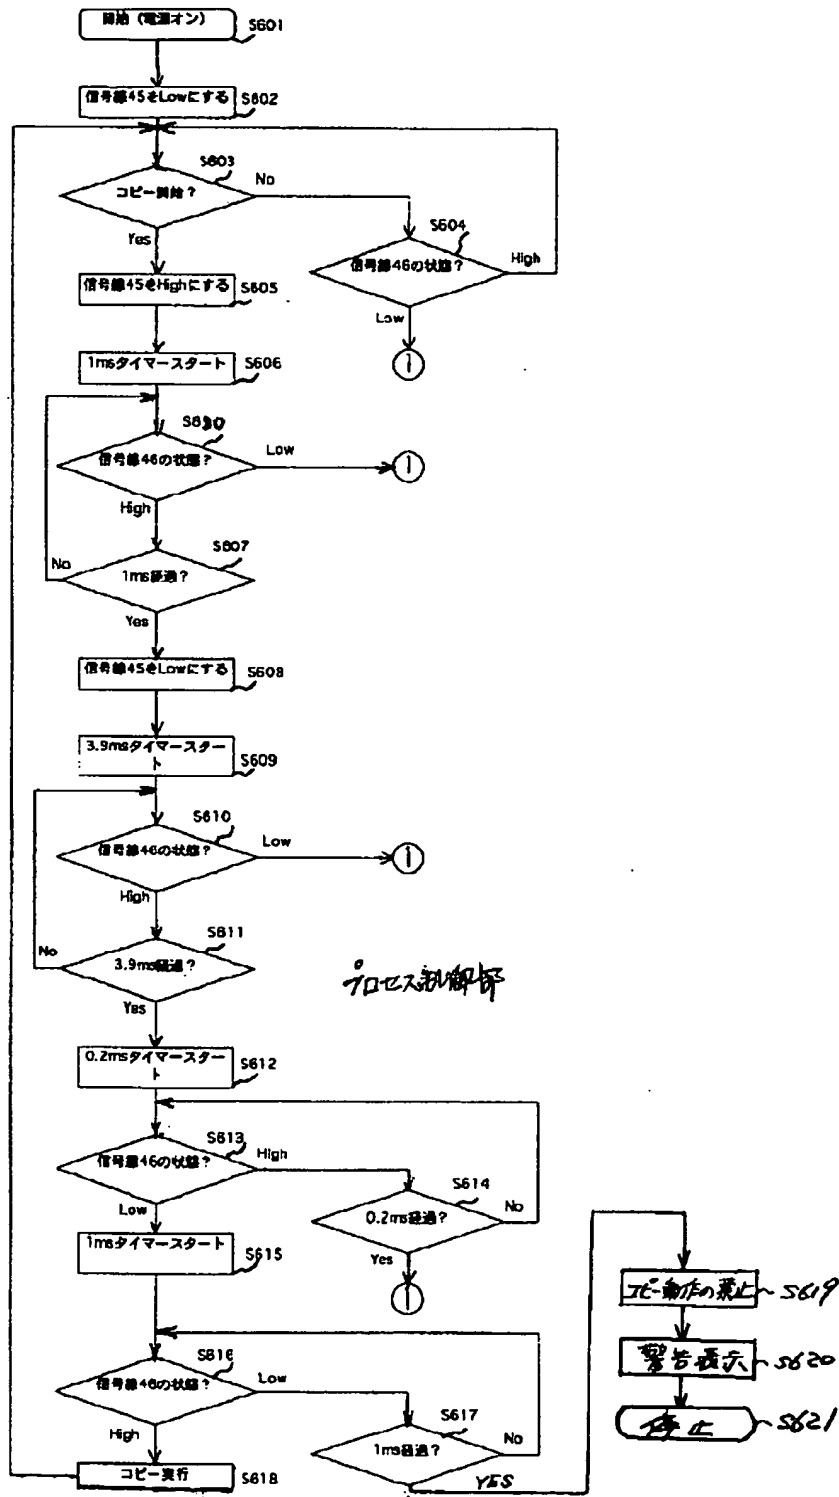 開始（電源オン）
S601
信号線45をLowにする
S602
S603
コピー開始？
No
Yes
S604
信号線46の状態？
High
Low
①
信号線45をHighにする
S605
1msタイマースタート
S606
S630
信号線46の状態？
Low
①
High
S607
1ms経過？
No
Yes
信号線45をLowにする
S608
3.9msタイマースタート
S609
S610
信号線46の状態？
Low
①
High
S611
3.9ms経過？
No
Yes
プロセス制御部
0.2msタイマースタート
S612
S613
信号線46の状態？
High
Low
S614
0.2ms経過？
No
Yes
①
1msタイマースタート
S615
S616
信号線46の状態？
Low
High
S617
1ms経過？
No
YES
コピー実行
S618
コピー動作の禁止
S619
警告表示
S620
停止
S621